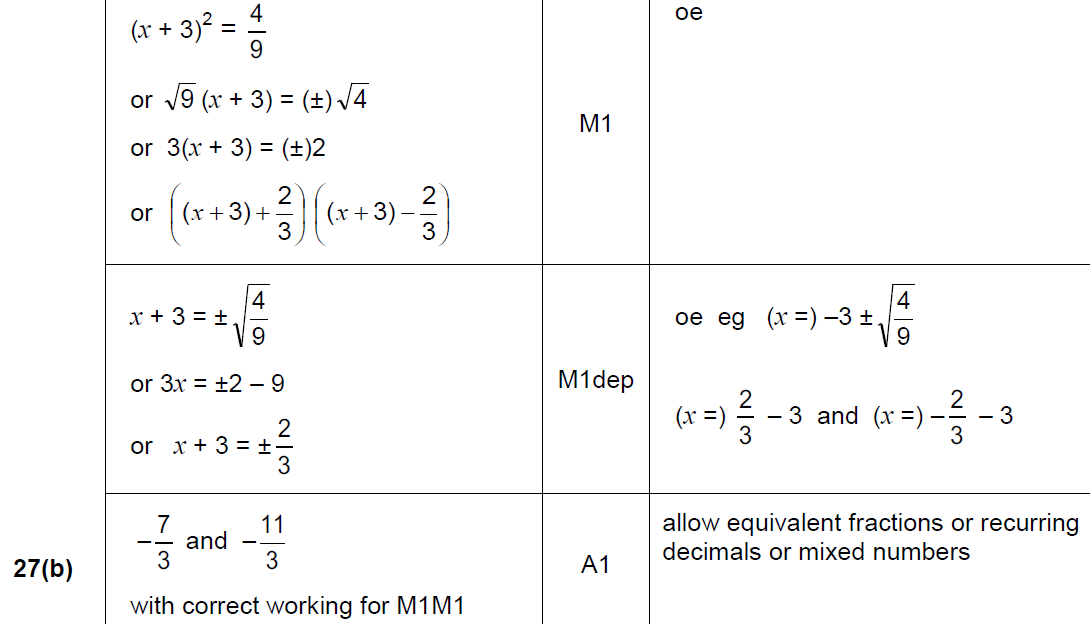 (x + 3)² = 4/9
oe
or √9 (x + 3) = (±) √4
M1
or 3(x + 3) = (±)2
or ((x + 3) + 2/3) ((x + 3) − 2/3)
x + 3 = ± √(4/9)
oe eg (x =) –3 ± √(4/9)
or 3x = ±2 – 9
M1dep
(x =) 2/3 – 3 and (x =) – 2/3 – 3
or x + 3 = ± 2/3
27(b)
– 7/3 and – 11/3
with correct working for M1M1
A1
allow equivalent fractions or recurring
decimals or mixed numbers